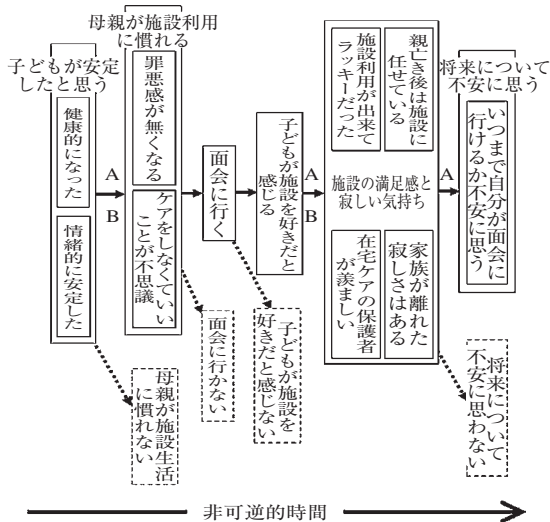 子どもが安定
したと思う
健康的になった
情緒的に安定した
A
B
母親が施設利用
に慣れる
罪悪感が無くなる
ケアをしなくていい
ことが不思議
母親が施設生活
に慣れない
面会に行く
面会に行かない
子どもが施設を好きだと
感じる
子どもが施設を
好きだと感じない
A
B
施設利用が出来て
ラッキーだった
親亡き後は施設に
任せている
施設の満足感と
寂しい気持ち
在宅ケアの保護者
が羨ましい
家族が離れた
寂しさはある
A
将来について
不安に思う
いつまで自分が面会に
行けるか不安に思う
将来について
不安に思わない
非可逆的時間